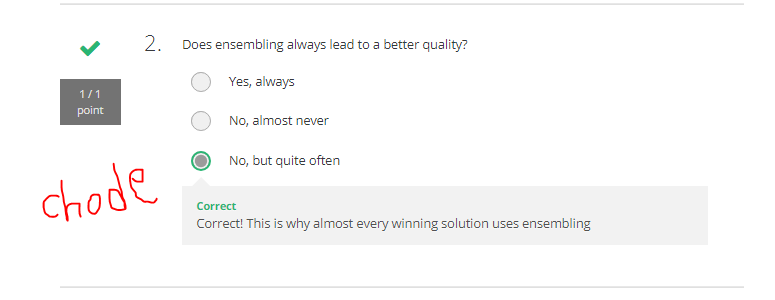 2. Does ensembling always lead to a better quality?
1 / 1
point
Yes, always
No, almost never
No, but quite often
chode
Correct
Correct! This is why almost every winning solution uses ensembling